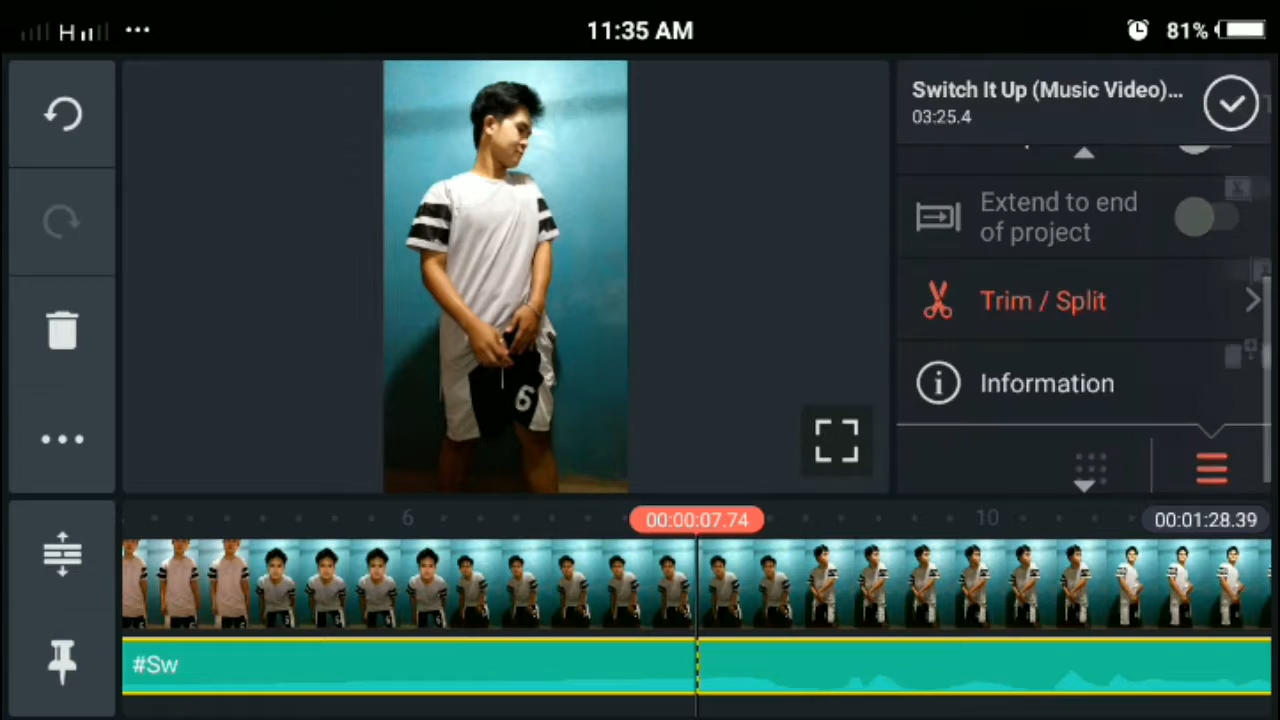 H
11:35 AM
81%
Switch It Up (Music Video)...
03:25.4
Extend to end
of project
Trim / Split
Information
6
6
00:00:07.74
10
00:01:28.39
#Sw